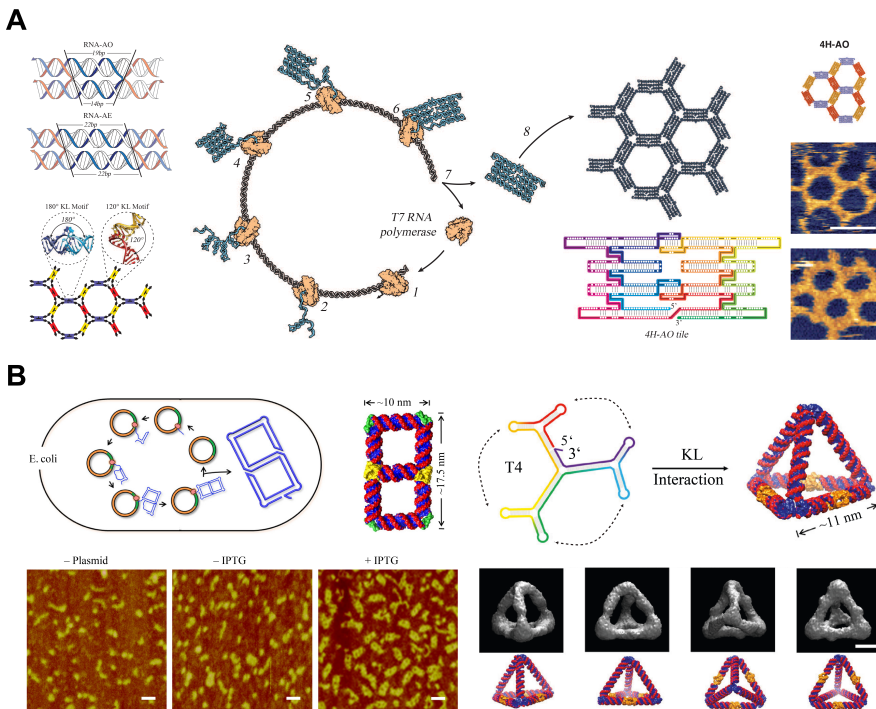 A
RNA-AO
19bp
14bp
RNA-AE
22bp
22bp
180° KL Motif
120° KL Motif
180°
120°
1
2
3
4
5
6
7
8
T7 RNA
polymerase
5'
3'
4H-AO tile
4H-AO
B
E. coli
~10 nm
~17.5 nm
T4
5‘
3‘
KL
Interaction
~11 nm
– Plasmid
– IPTG
+ IPTG